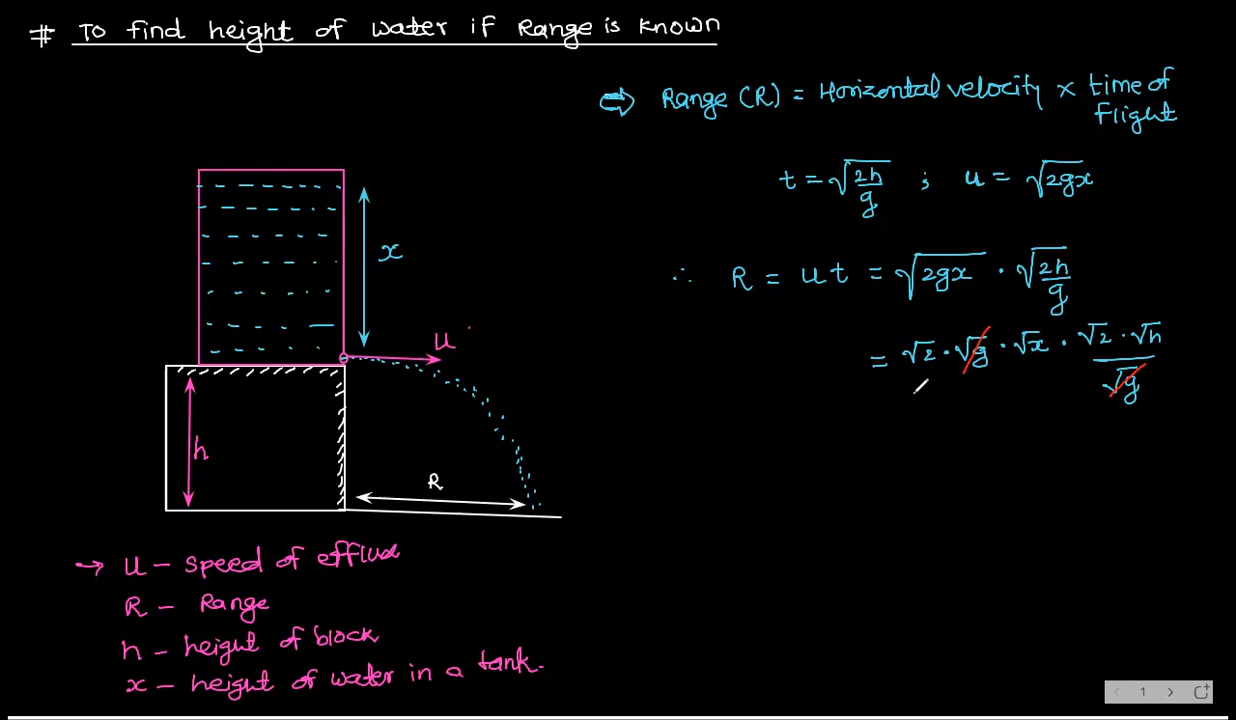 # To find height of water if Range is known
⇒ Range (R) = Horizontal velocity × time of
flight
t = √(2h/g) ; u = √(2gx)
∴ R = u t = √(2gx) · √(2h/g)
= √2 · √g · √x · (√2 · √h)/√g
x
u
h
R
→ u – speed of efflux
R – Range
h – height of block
x – height of water in a tank.
1